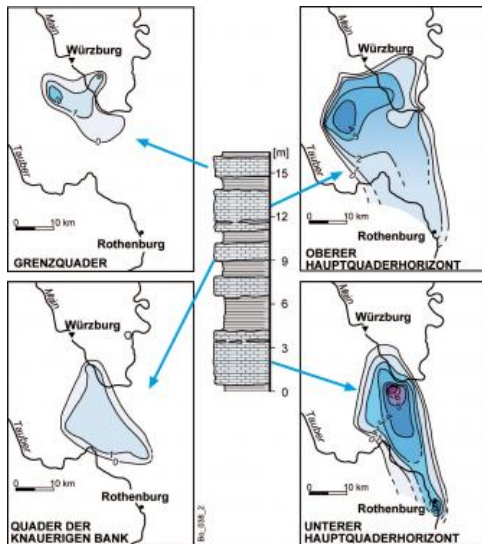 Main
Würzburg
Tauber
0 10 km
Rothenburg
GRENZQUADER
Main
Würzburg
Tauber
0 10 km
Rothenburg
OBERER
HAUPTQUADERHORIZONT
[m]
15
12
9
6
3
0
Main
Würzburg
Tauber
0 10 km
Rothenburg
QUADER DER
KNAUERIGEN BANK
Bo_038_2
Main
Würzburg
Tauber
0 10 km
Rothenburg
UNTERER
HAUPTQUADERHORIZONT